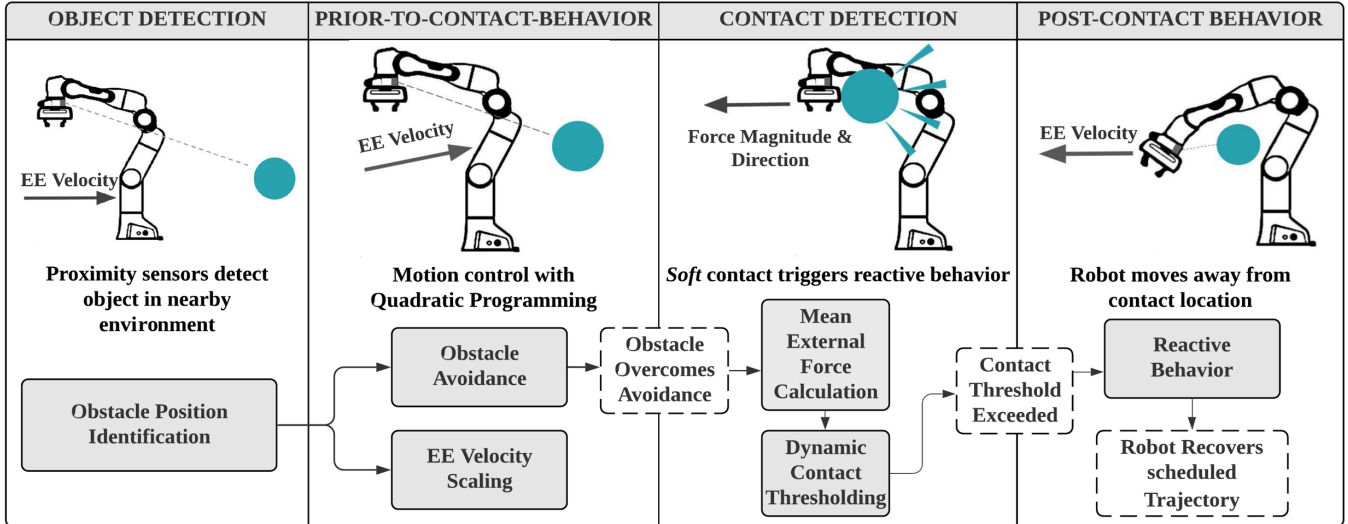 OBJECT DETECTION
PRIOR-TO-CONTACT-BEHAVIOR
CONTACT DETECTION
POST-CONTACT BEHAVIOR
EE Velocity
Proximity sensors detect
object in nearby
environment
Obstacle Position
Identification
EE Velocity
Motion control with
Quadratic Programming
Obstacle
Avoidance
EE Velocity
Scaling
Obstacle
Overcomes
Avoidance
Force Magnitude &
Direction
Soft contact triggers reactive behavior
Mean
External
Force
Calculation
Dynamic
Contact
Thresholding
Contact
Threshold
Exceeded
EE Velocity
Robot moves away from
contact location
Reactive
Behavior
Robot Recovers
scheduled
Trajectory